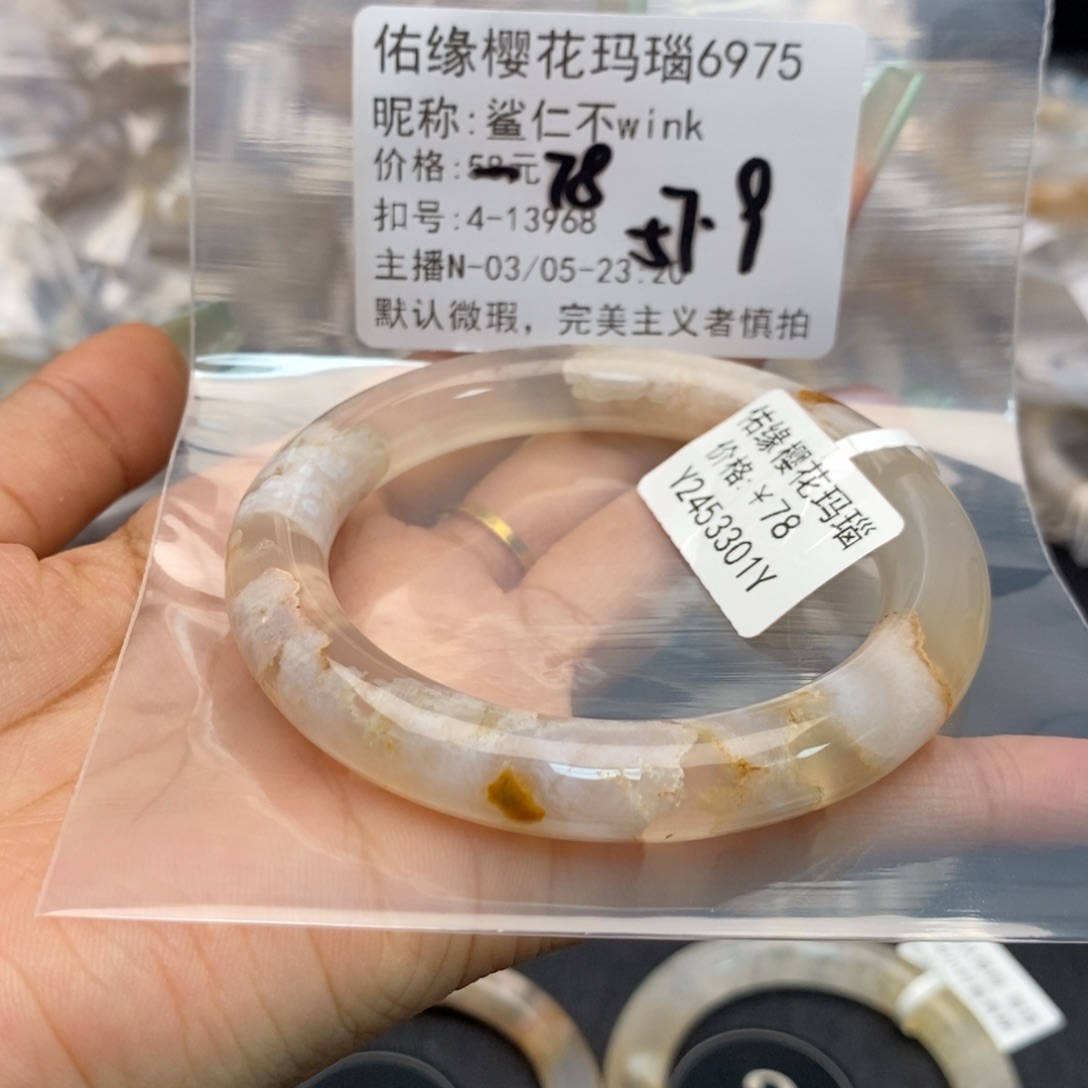 佑缘樱花玛瑙6975
昵称:鲨仁不wink
价格:58元 78
扣号:4-13968 57.9
主播N-03/05-23:20
默认微瑕，完美主义者慎拍
佑缘樱花玛瑙
价格:￥78
Y2453301Y